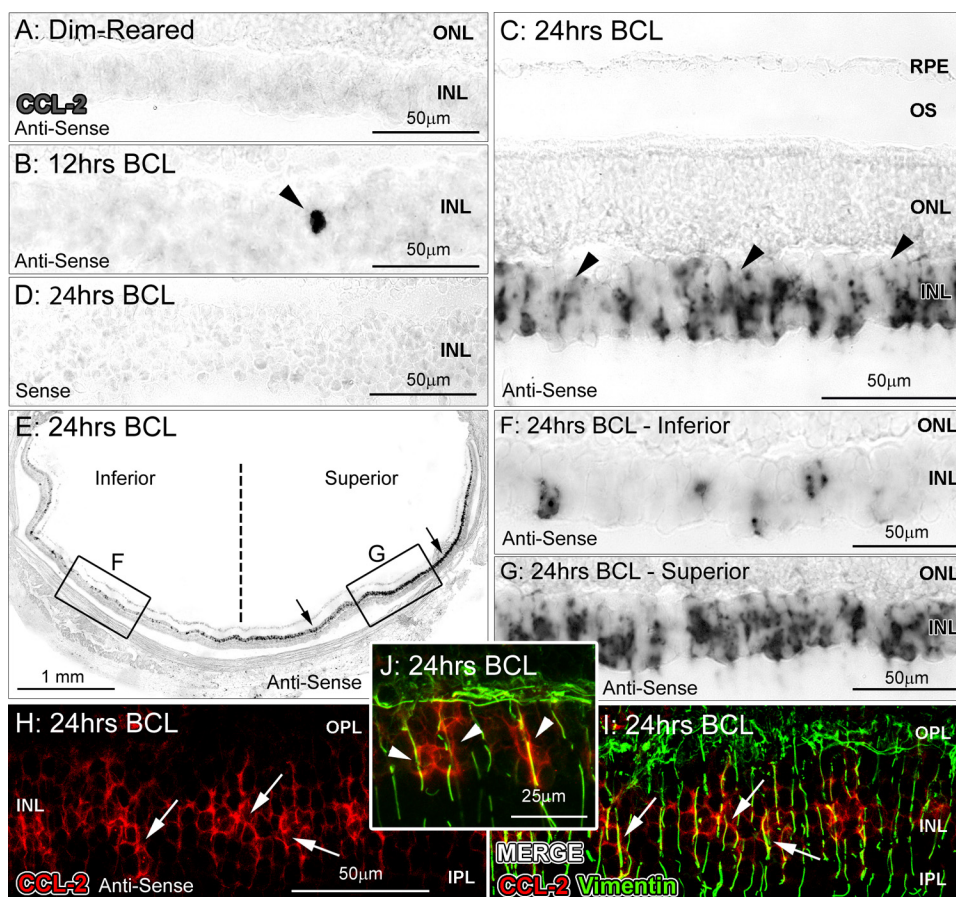 A: Dim-Reared
ONL
INL
CCL-2
Anti-Sense
50μm
B: 12hrs BCL
INL
Anti-Sense
50μm
D: 24hrs BCL
INL
Sense
50μm
C: 24hrs BCL
RPE
OS
ONL
INL
Anti-Sense
50μm
E: 24hrs BCL
Inferior
Superior
F
G
1 mm
Anti-Sense
F: 24hrs BCL - Inferior
ONL
INL
Anti-Sense
50μm
G: 24hrs BCL - Superior
ONL
INL
Anti-Sense
50μm
H: 24hrs BCL
OPL
INL
CCL-2 Anti-Sense
50μm
IPL
J: 24hrs BCL
25μm
I: 24hrs BCL
OPL
INL
MERGE
CCL-2 Vimentin
IPL